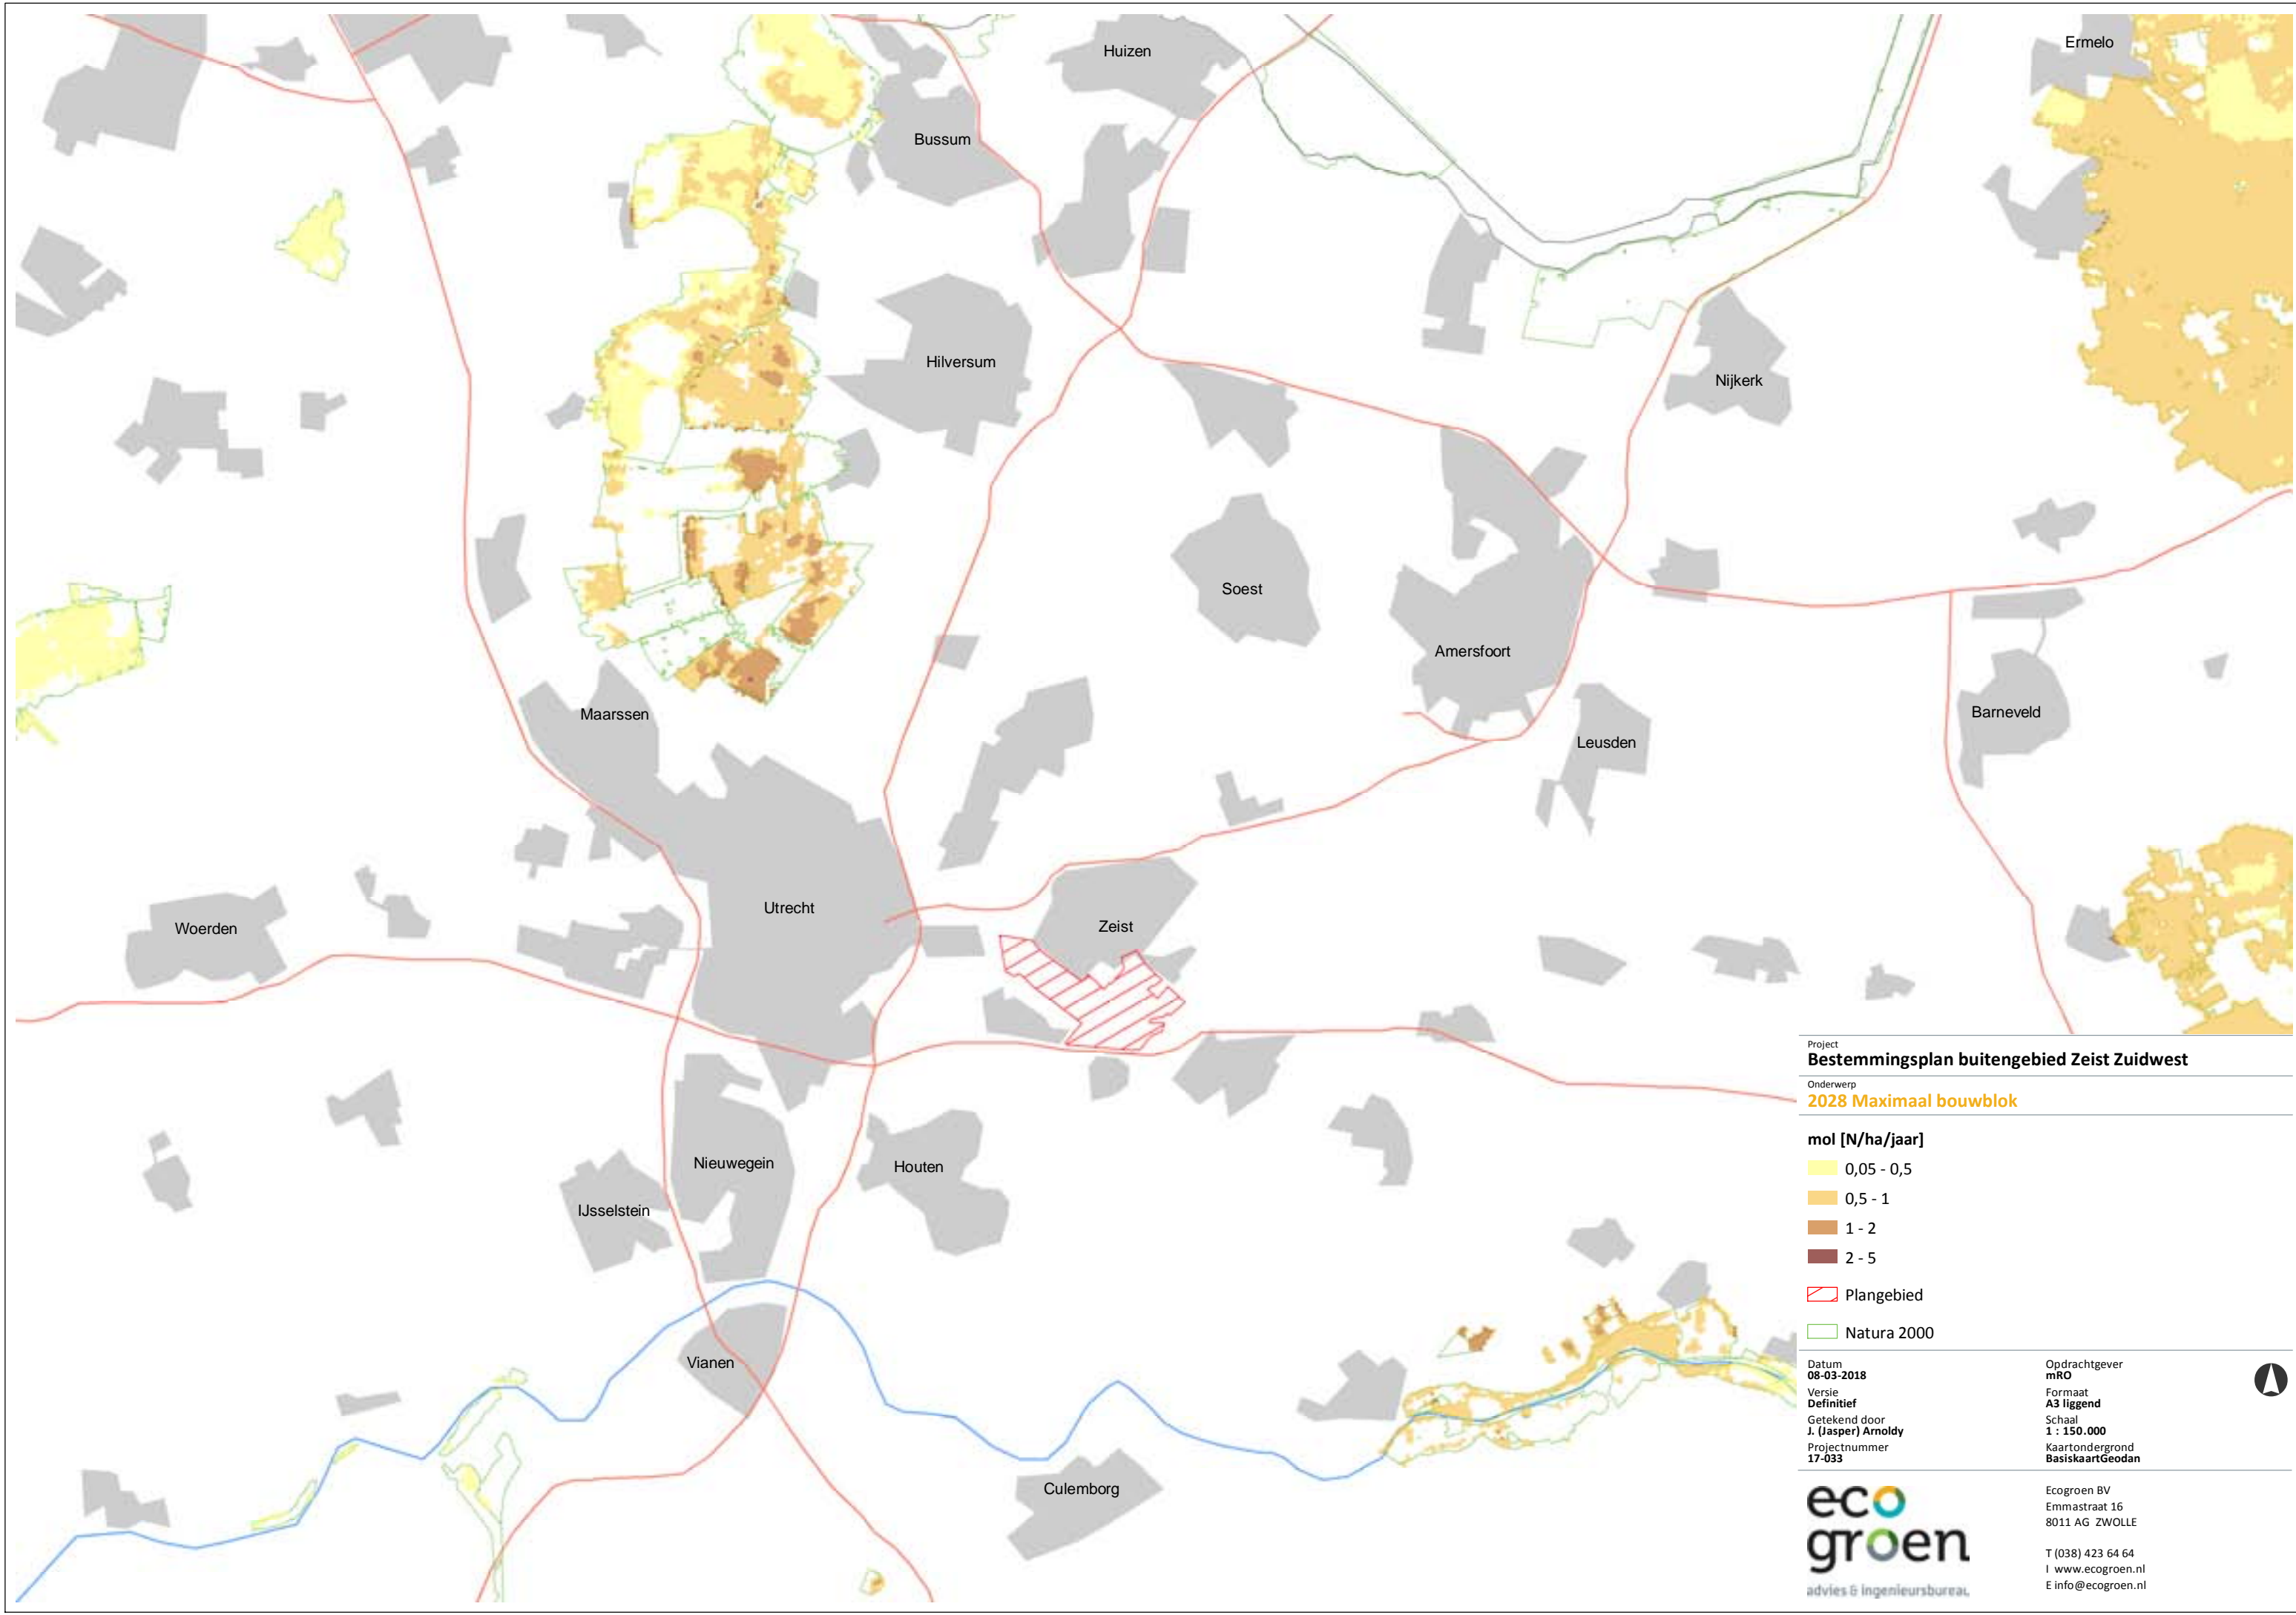 Huizen
Ermelo
Bussum
Hilversum
Nijkerk
Soest
Amersfoort
Maarssen
Barneveld
Leusden
Utrecht
Woerden
Zeist
Nieuwegein
Houten
IJsselstein
Vianen
Culemborg
Project
Bestemmingsplan buitengebied Zeist Zuidwest
Onderwerp
2028 Maximaal bouwblok
mol [N/ha/jaar]
0,05 - 0,5
0,5 - 1
1 - 2
2 - 5
Plangebied
Natura 2000
Datum
08-03-2018
Versie
Definitief
Getekend door
J. (Jasper) Arnoldy
Projectnummer
17-033
Opdrachtgever
mRO
Formaat
A3 liggend
Schaal
1 : 150.000
Kaartondergrond
BasiskaartGeodan
eco
groen
advies & ingenieursbureau
Ecogroen BV
Emmastraat 16
8011 AG ZWOLLE
T (038) 423 64 64
I www.ecogroen.nl
E info@ecogroen.nl